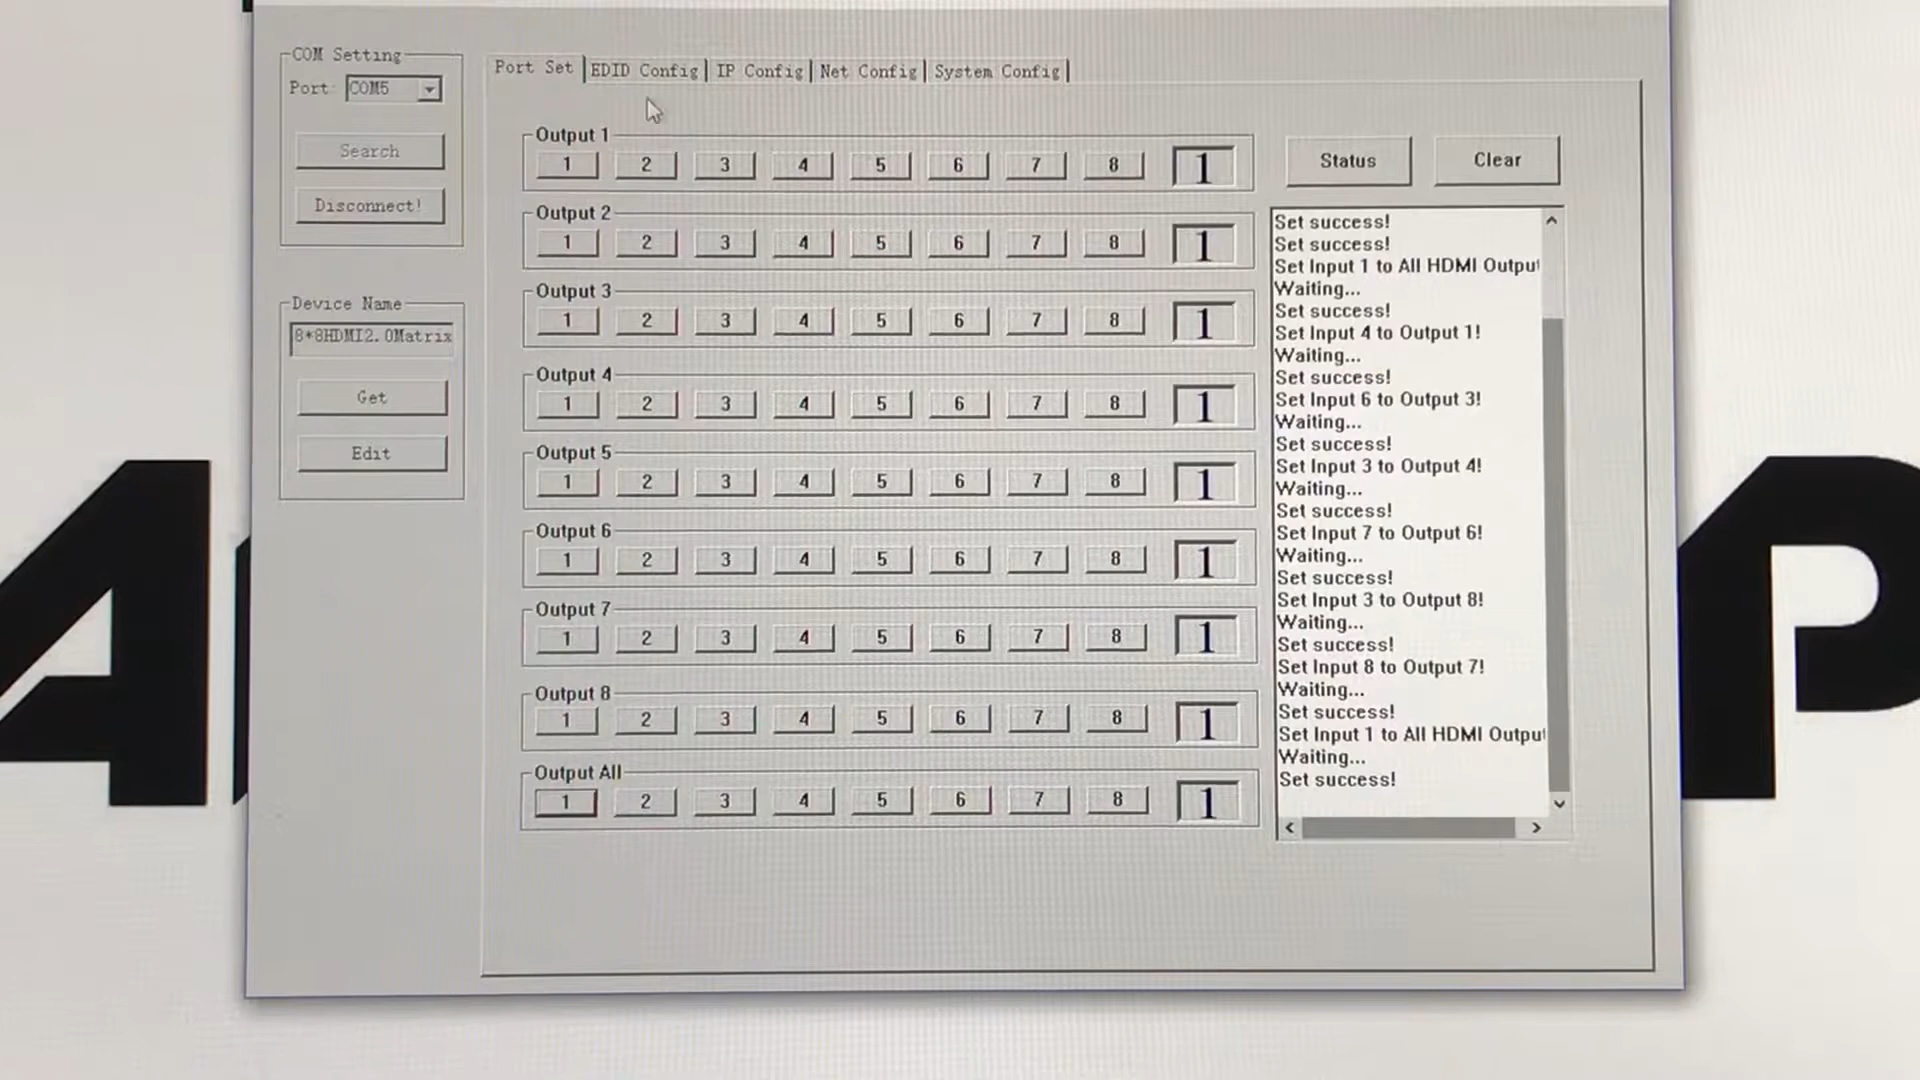 COM Setting
Port: COM5
Search
Disconnect!
Device Name
8*8HDMI2.0Matrix
Get
Edit
Port Set EDID Config IP Config Net Config System Config
Output 1
1 2 3 4 5 6 7 8 1
Output 2
1 2 3 4 5 6 7 8 1
Output 3
1 2 3 4 5 6 7 8 1
Output 4
1 2 3 4 5 6 7 8 1
Output 5
1 2 3 4 5 6 7 8 1
Output 6
1 2 3 4 5 6 7 8 1
Output 7
1 2 3 4 5 6 7 8 1
Output 8
1 2 3 4 5 6 7 8 1
Output All
1 2 3 4 5 6 7 8 1
Status Clear
Set success!
Set success!
Set Input 1 to All HDMI Output
Waiting...
Set success!
Set Input 4 to Output 1!
Waiting...
Set success!
Set Input 6 to Output 3!
Waiting...
Set success!
Set Input 3 to Output 4!
Waiting...
Set success!
Set Input 7 to Output 6!
Waiting...
Set success!
Set Input 3 to Output 8!
Waiting...
Set success!
Set Input 8 to Output 7!
Waiting...
Set success!
Set Input 1 to All HDMI Output
Waiting...
Set success!